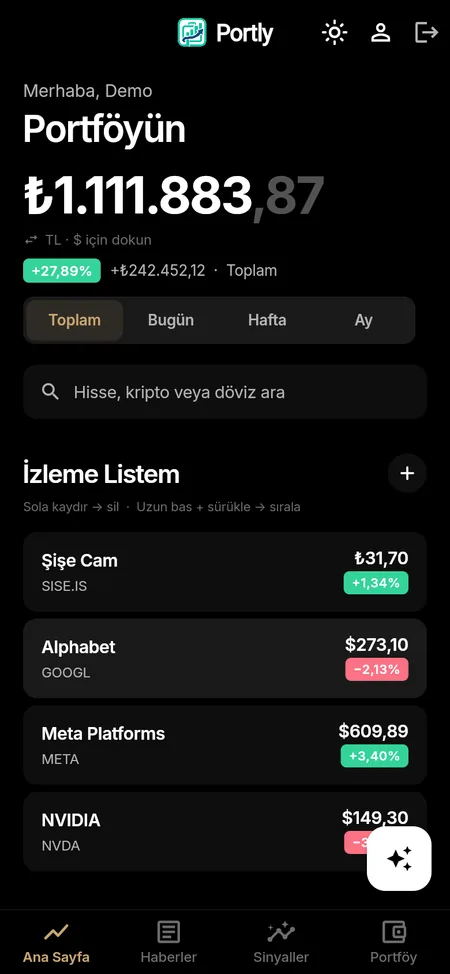 Portly
Merhaba, Demo
Portföyün
₺1.111.883,87
TL · $ için dokun
+27,89% +₺242.452,12 · Toplam
Toplam Bugün Hafta Ay
Hisse, kripto veya döviz ara
İzleme Listem
Sola kaydır → sil · Uzun bas + sürükle → sırala
Şişe Cam ₺31,70
SISE.IS +1,34%
Alphabet $273,10
GOOGL −2,13%
Meta Platforms $609,89
META +3,40%
NVIDIA $149,30
NVDA
Ana Sayfa Haberler Sinyaller Portföy